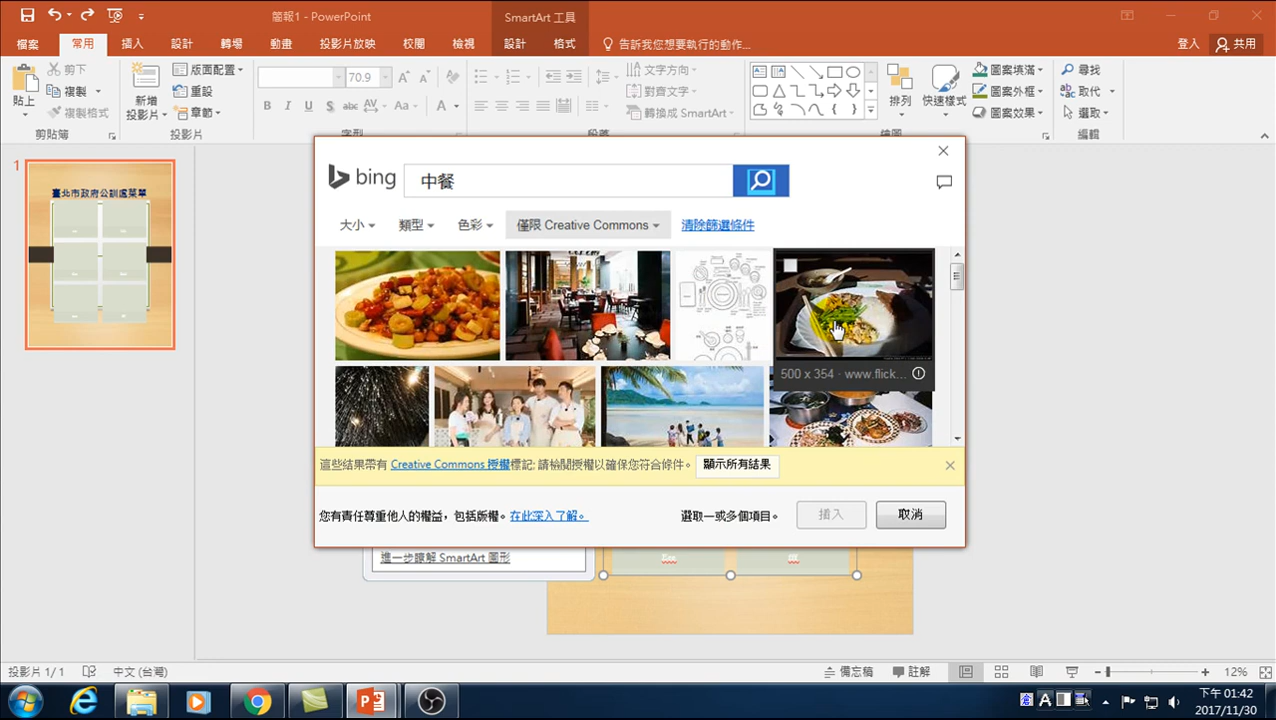 簡報1 - PowerPoint
SmartArt 工具
檔案
常用
插入
設計
轉場
動畫
投影片放映
校閱
檢視
設計
格式
告訴我您想要執行的動作...
登入
共用
貼上
剪下
複製
複製格式
剪貼簿
新增
投影片
版面配置
重設
章節
投影片
70.9
B I U S abc AV Aa A
字型
文字方向
對齊文字
轉換成 SmartArt
段落
排列
快速樣式
圖案填滿
圖案外框
圖案效果
繪圖
尋找
取代
選取
編輯
1
臺北市政府公訓處菜單
bing
中餐
大小
類型
色彩
僅限 Creative Commons
清除篩選條件
500 x 354 · www.flick...
這些結果帶有 Creative Commons 授權標記; 請檢閱授權以確保您符合條件。
顯示所有結果
您有責任尊重他人的權益，包括版權。在此深入了解。
選取一或多個項目。
插入
取消
進一步瞭解 SmartArt 圖形
投影片 1/1
中文 (台灣)
備忘稿
註解
12%
下午 01:42
2017/11/30